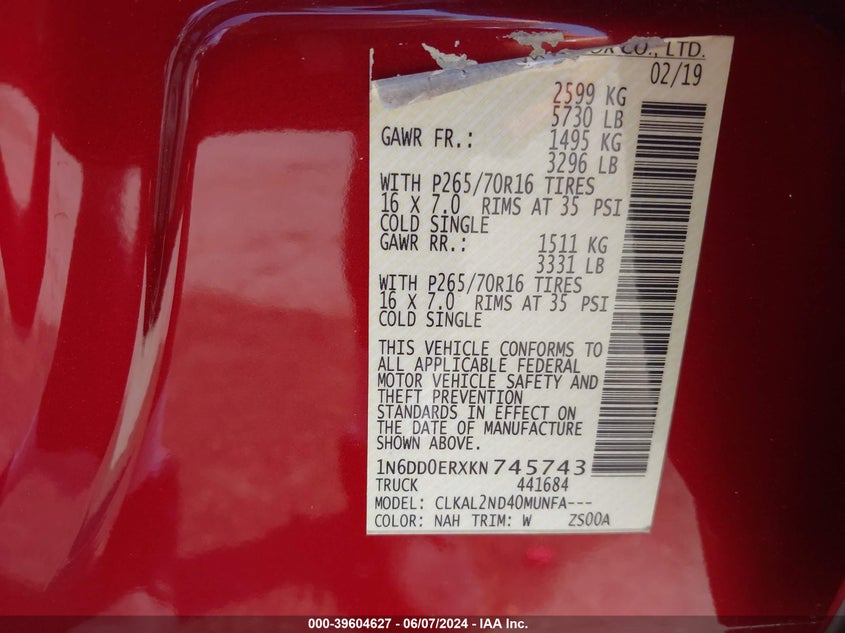 CO., LTD.
02/19
2599 KG
5730 LB
GAWR FR.: 1495 KG
3296 LB
WITH P265/70R16 TIRES
16 X 7.0 RIMS AT 35 PSI
COLD SINGLE
GAWR RR.: 1511 KG
3331 LB
WITH P265/70R16 TIRES
16 X 7.0 RIMS AT 35 PSI
COLD SINGLE
THIS VEHICLE CONFORMS TO
ALL APPLICABLE FEDERAL
MOTOR VEHICLE SAFETY AND
THEFT PREVENTION
STANDARDS IN EFFECT ON
THE DATE OF MANUFACTURE
SHOWN ABOVE.
1N6DD0ERXKN745743
TRUCK 441684
MODEL: CLKAL2ND40MUNFA---
COLOR: NAH TRIM: W ZS00A
000-39604627 - 06/07/2024 - IAA Inc.